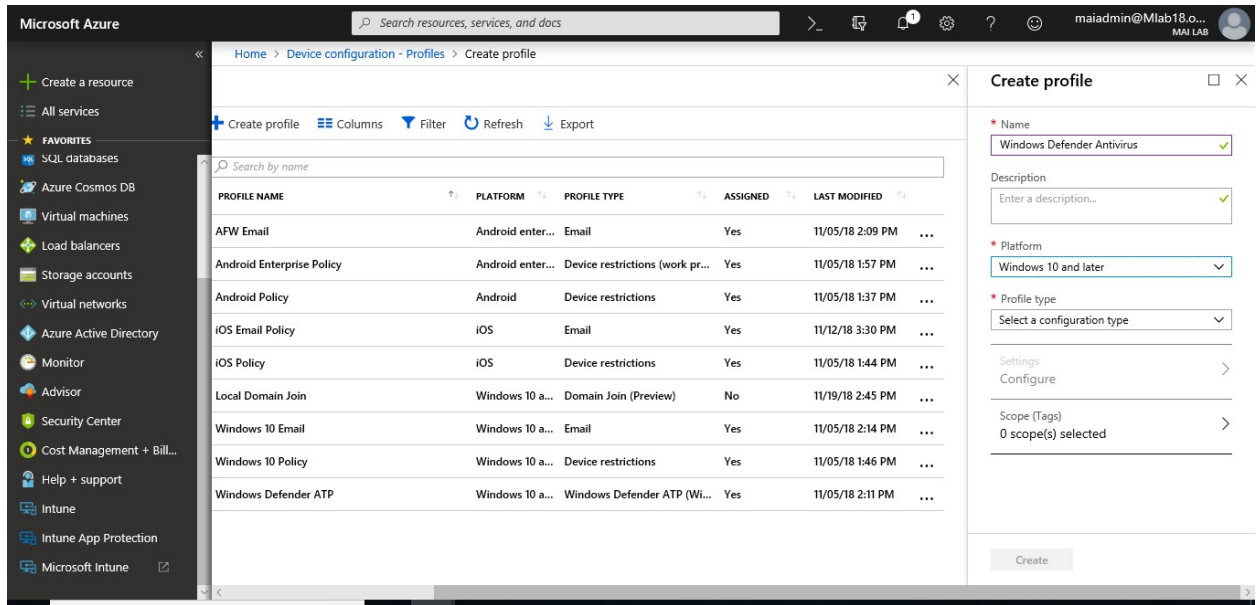 Microsoft Azure
Search resources, services, and docs
1
maiadmin@Mlab18.o...
MAI LAB
Home > Device configuration - Profiles > Create profile
Create a resource
All services
FAVORITES
SQL databases
Azure Cosmos DB
Virtual machines
Load balancers
Storage accounts
Virtual networks
Azure Active Directory
Monitor
Advisor
Security Center
Cost Management + Bill...
Help + support
Intune
Intune App Protection
Microsoft Intune
Create profile Columns Filter Refresh Export
Search by name
PROFILE NAME PLATFORM PROFILE TYPE ASSIGNED LAST MODIFIED
AFW Email Android enter... Email Yes 11/05/18 2:09 PM ...
Android Enterprise Policy Android enter... Device restrictions (work pr... Yes 11/05/18 1:57 PM ...
Android Policy Android Device restrictions Yes 11/05/18 1:37 PM ...
iOS Email Policy iOS Email Yes 11/12/18 3:30 PM ...
iOS Policy iOS Device restrictions Yes 11/05/18 1:44 PM ...
Local Domain Join Windows 10 a... Domain Join (Preview) No 11/19/18 2:45 PM ...
Windows 10 Email Windows 10 a... Email Yes 11/05/18 2:14 PM ...
Windows 10 Policy Windows 10 a... Device restrictions Yes 11/05/18 1:46 PM ...
Windows Defender ATP Windows 10 a... Windows Defender ATP (Wi... Yes 11/05/18 2:11 PM ...
Create profile
* Name
Windows Defender Antivirus
Description
Enter a description...
* Platform
Windows 10 and later
* Profile type
Select a configuration type
Settings
Configure
Scope (Tags)
0 scope(s) selected
Create